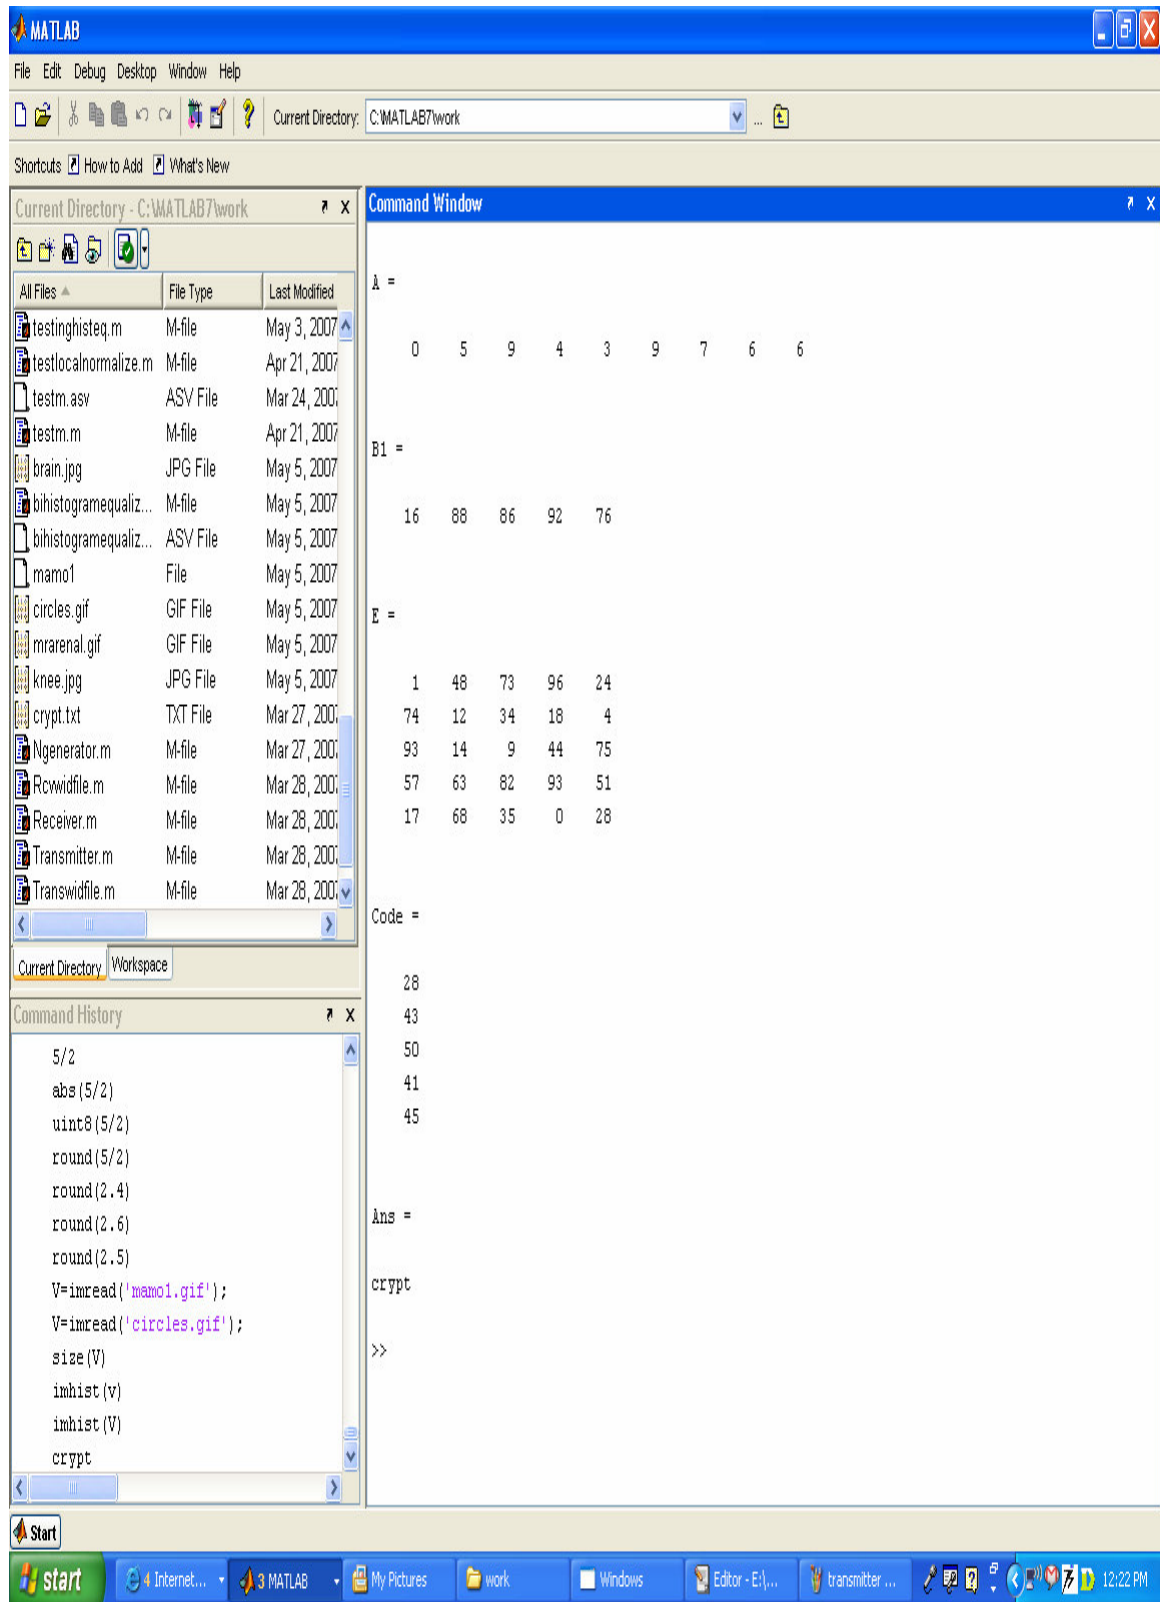 MATLAB
File Edit Debug Desktop Window Help
Current Directory: C:\MATLAB7\work ...
Shortcuts How to Add What's New
Current Directory - C:\MATLAB7\work
All Files File Type Last Modified
testinghisteq.m M-file May 3, 2007
testlocalnormalize.m M-file Apr 21, 2007
testm.asv ASV File Mar 24, 200
testm.m M-file Apr 21, 2007
brain.jpg JPG File May 5, 2007
bihistogramequaliz... M-file May 5, 2007
bihistogramequaliz... ASV File May 5, 2007
mamo1 File May 5, 2007
circles.gif GIF File May 5, 2007
mrarenal.gif GIF File May 5, 2007
knee.jpg JPG File May 5, 2007
crypt.txt TXT File Mar 27, 200
Ngenerator.m M-file Mar 27, 200
Rcvwidfile.m M-file Mar 28, 200
Receiver.m M-file Mar 28, 200
Transmitter.m M-file Mar 28, 200
Transwidfile.m M-file Mar 28, 200
Current Directory Workspace
Command History
5/2
abs(5/2)
uint8(5/2)
round(5/2)
round(2.4)
round(2.6)
round(2.5)
V=imread('mamo1.gif');
V=imread('circles.gif');
size(V)
imhist(v)
imhist(V)
crypt
Command Window
A =
0 5 9 4 3 9 7 6 6
B1 =
16 88 86 92 76
E =
1 48 73 96 24
74 12 34 18 4
93 14 9 44 75
57 63 82 93 51
17 68 35 0 28
Code =
28
43
50
41
45
Ans =
crypt
>>
Start
start 4 Internet... 3 MATLAB My Pictures work Windows Editor - E:\... transmitter ... 12:22 PM